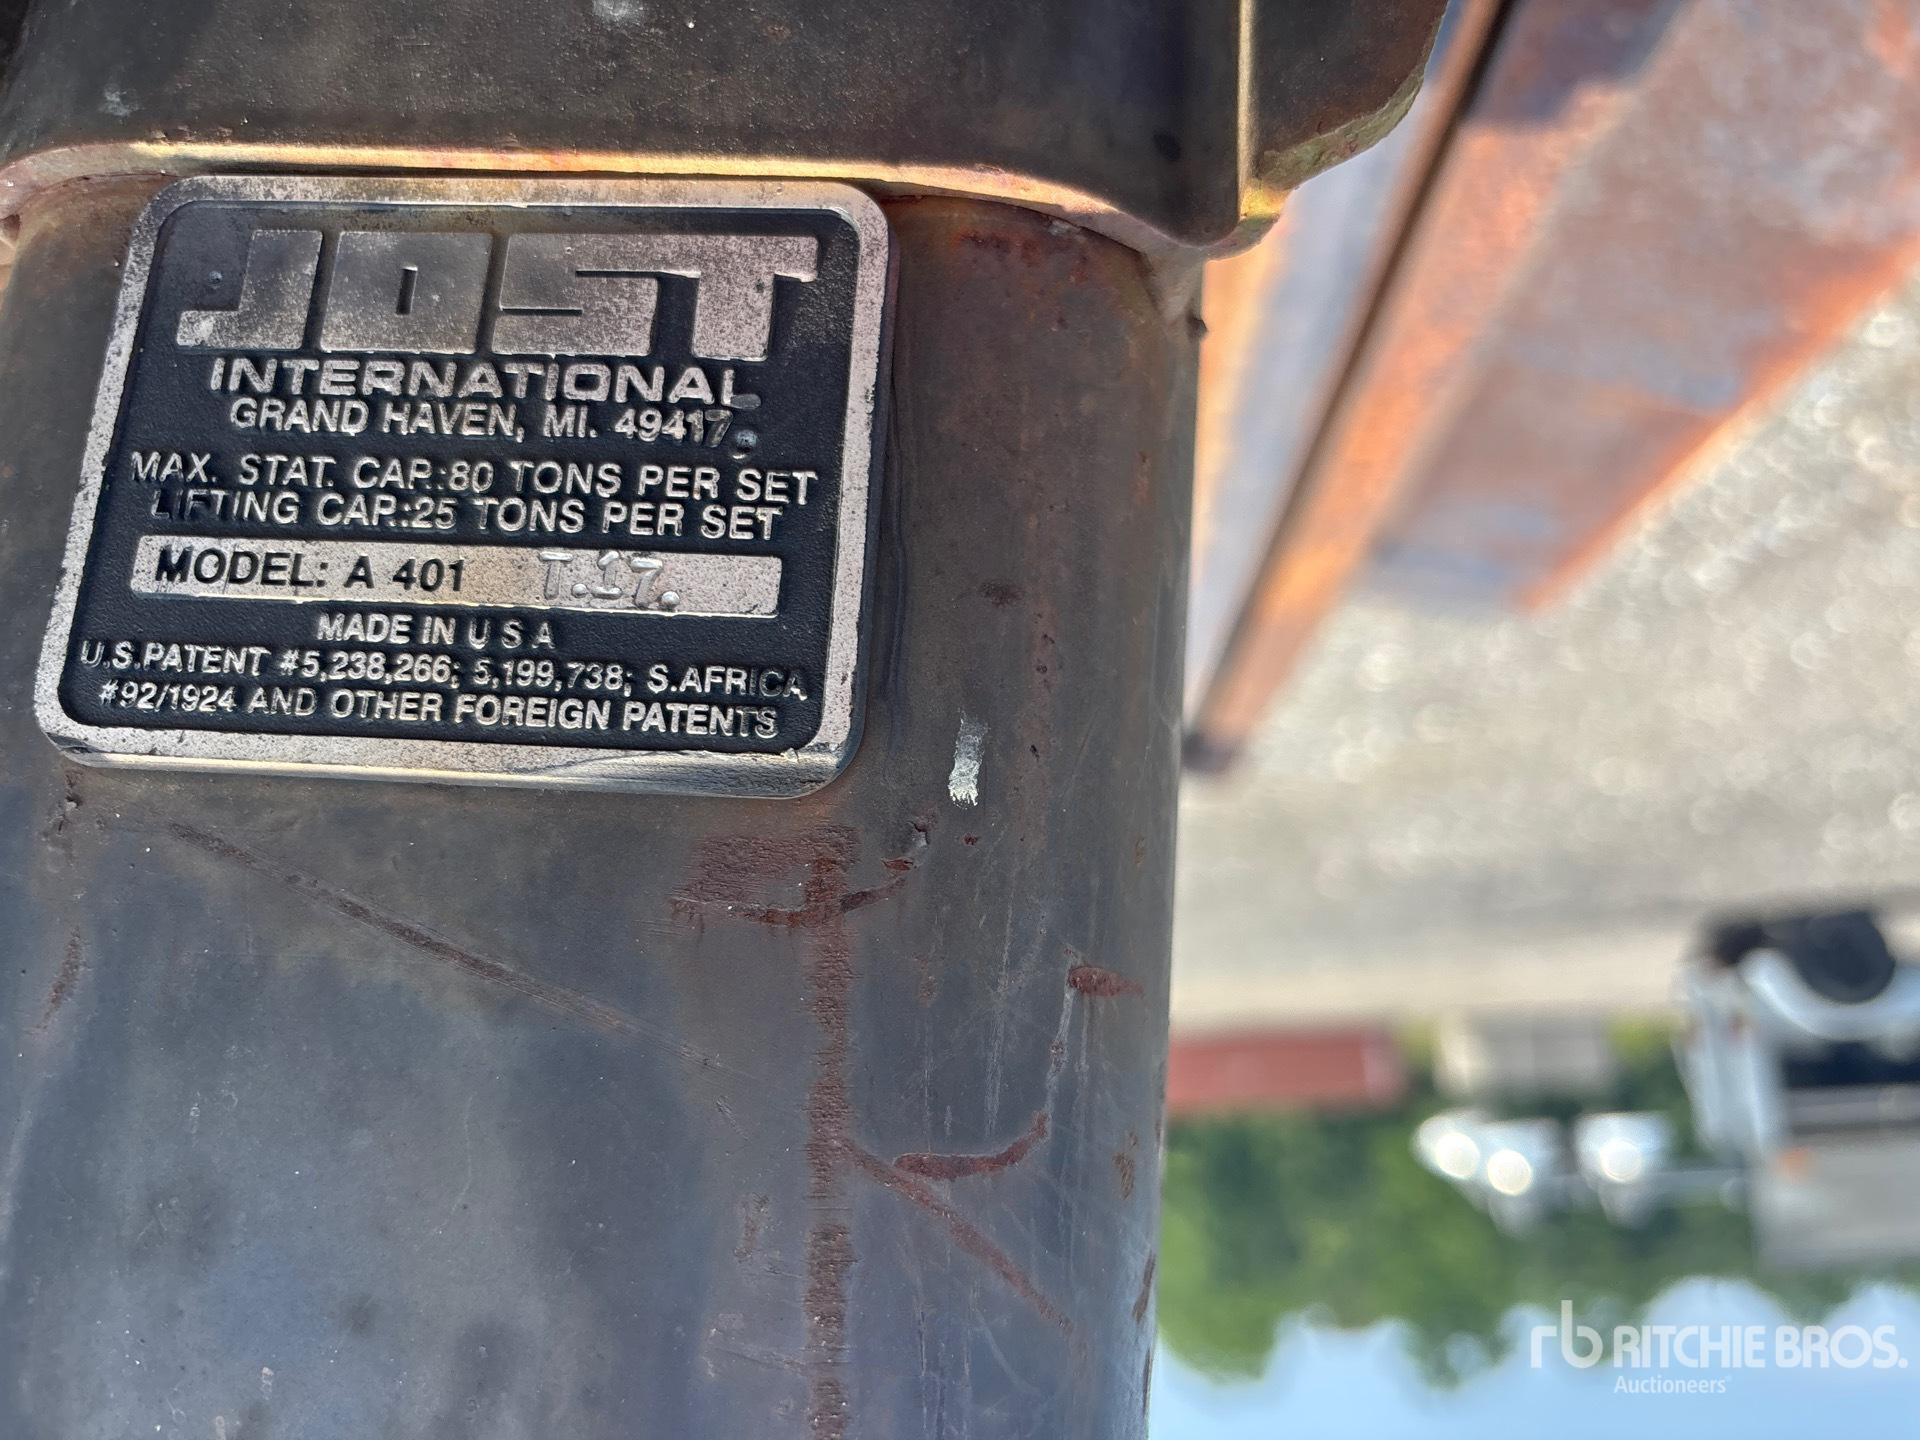 JOST
INTERNATIONAL
GRAND HAVEN, MI. 49417
MAX. STAT. CAP.:80 TONS PER SET
LIFTING CAP.:25 TONS PER SET
MODEL: A 401 T.17.
MADE IN U S A
U.S.PATENT #5,238,266; 5,199,738; S.AFRICA
#92/1924 AND OTHER FOREIGN PATENTS
rb RITCHIE BROS.
Auctioneers